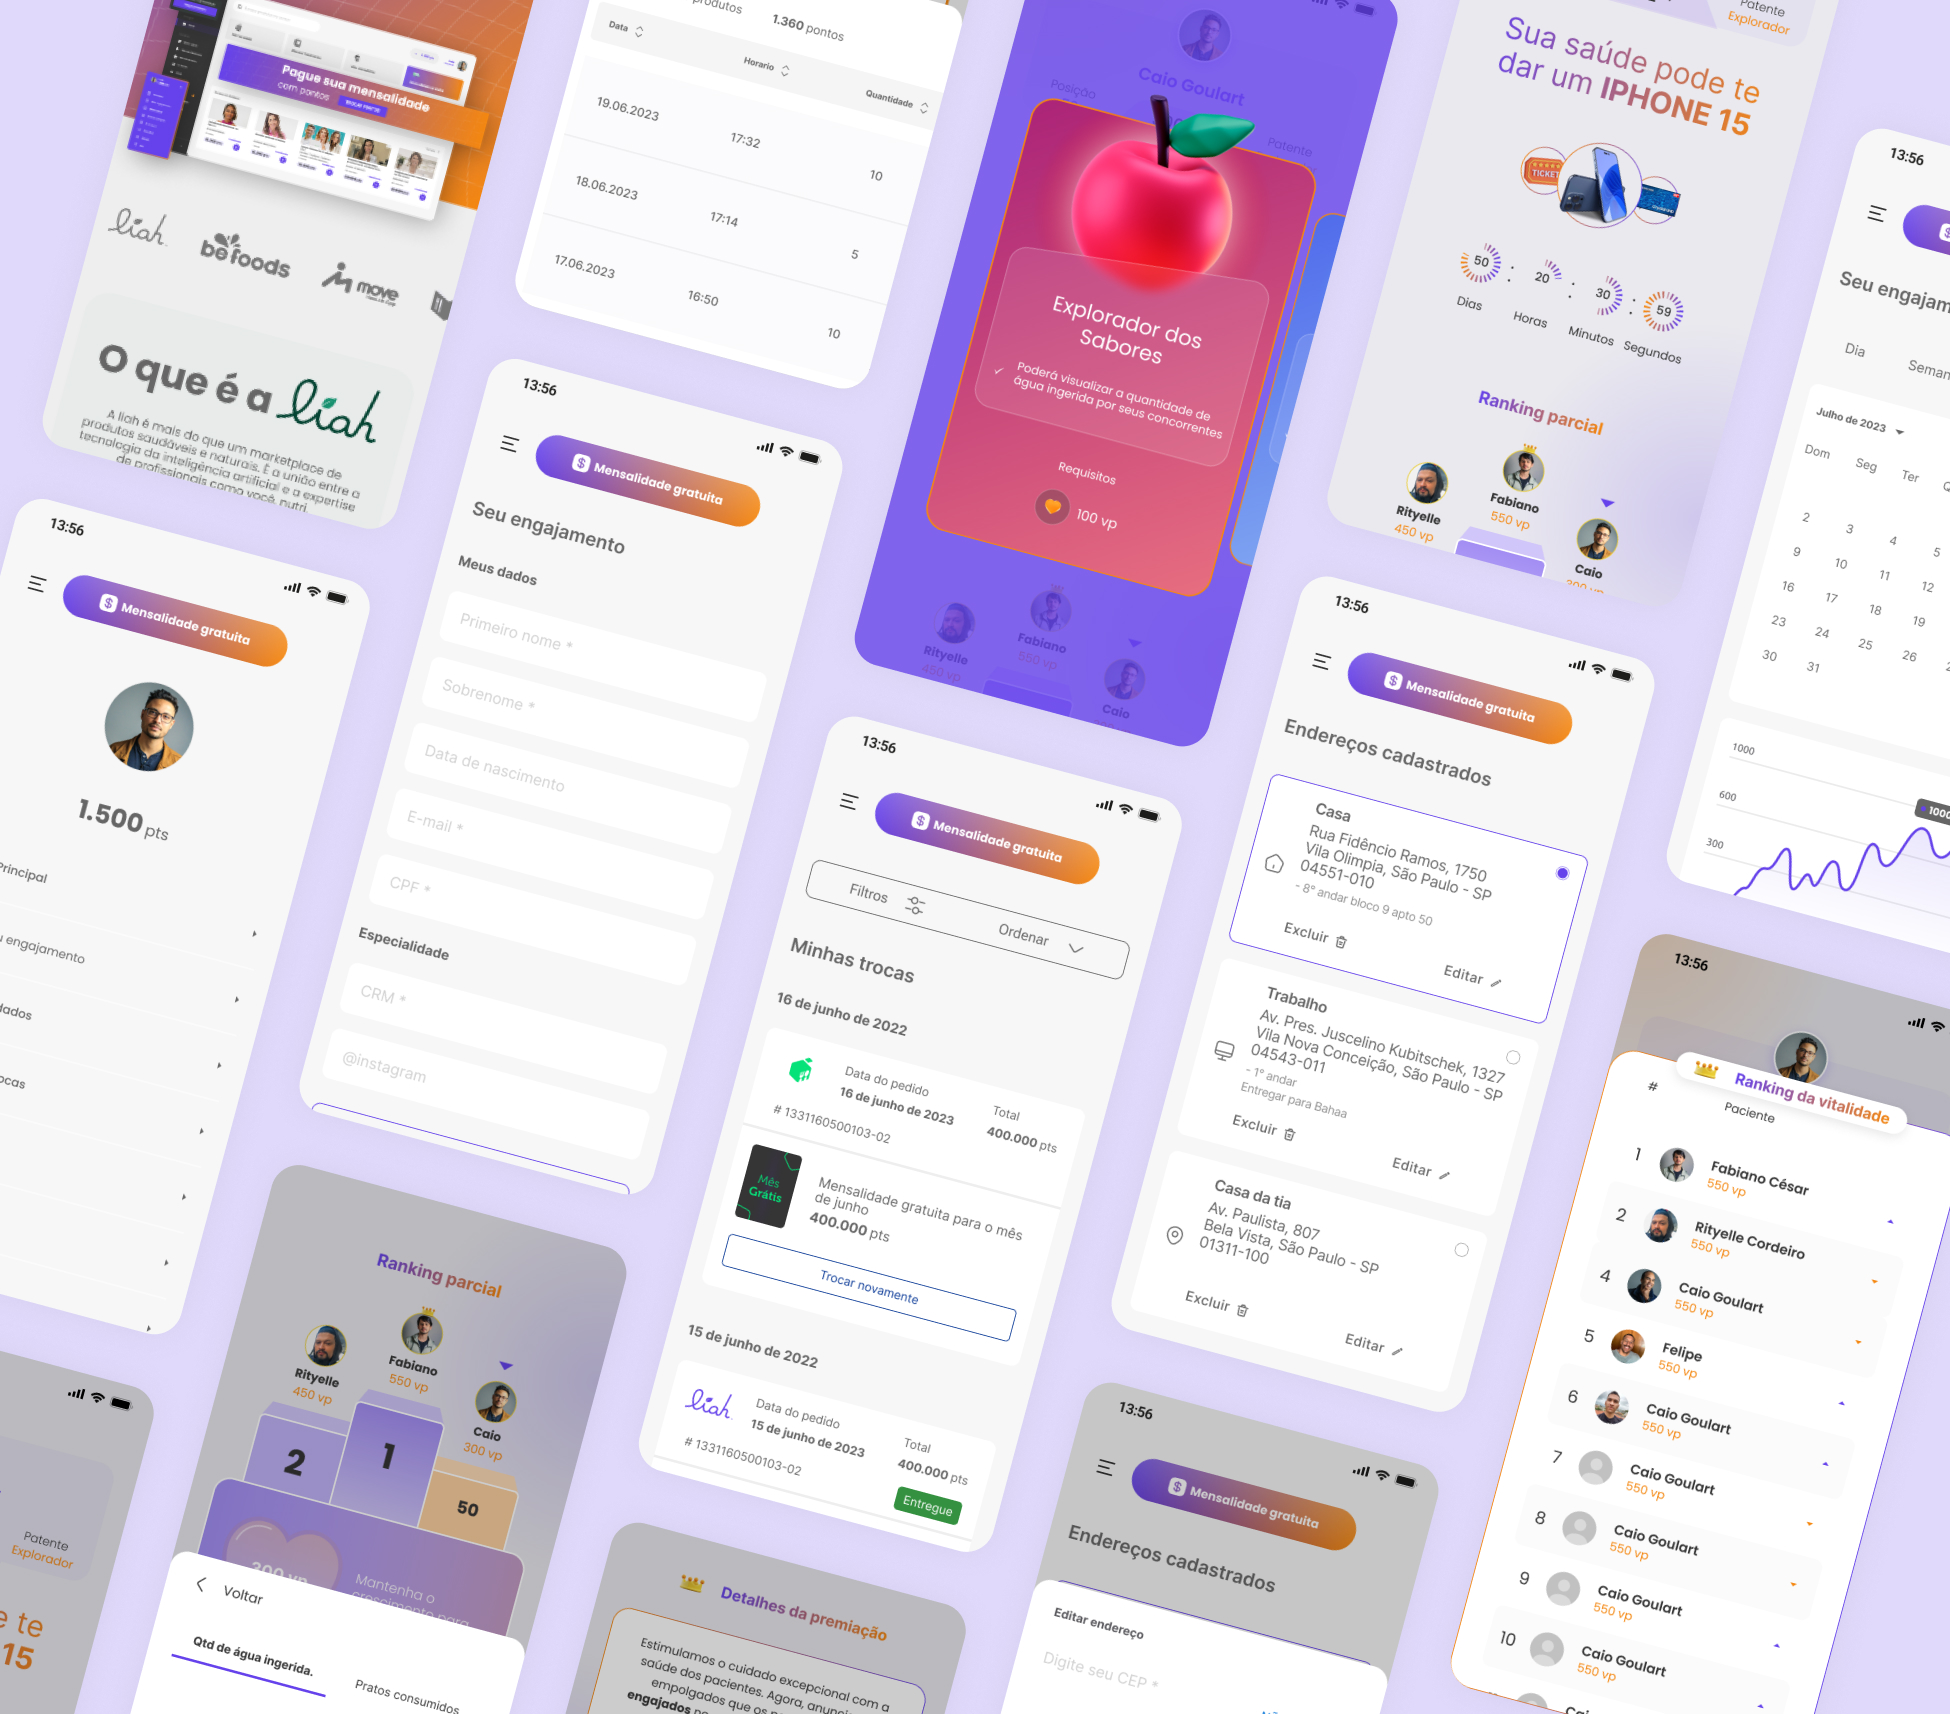 Pague sua mensalidade
com pontos
liah
befoods
move
O que é a liah
A liah é mais do que um marketplace de
produtos saudáveis e naturais. É a união entre a
tecnologia da inteligência artificial e a expertise
de profissionais como você, nutri.
produtos
1.360 pontos
Data
Horario
Quantidade
19.06.2023
17:32
10
18.06.2023
17:14
5
17.06.2023
16:50
10
Caio Goulart
Posição
Patente
Explorador dos
Sabores
✓ Poderá visualizar a quantidade de
água ingerida por seus concorrentes
Requisitos
100 vp
Rityelle
450 vp
Fabiano
550 vp
Caio
Patente
Explorador
Sua saúde pode te
dar um IPHONE 15
TICKET
50 : 20 : 30 : 59
Dias
Horas
Minutos
Segundos
Ranking parcial
Rityelle
450 vp
Fabiano
550 vp
Caio
300 vp
13:56
Seu engajam
Dia
Seman
Julho de 2023
Dom
Seg
Ter
2
3
4
5
9
10
11
12
16
17
18
19
23
24
25
26
30
31
1000
600
300
1000
13:56
Mensalidade gratuita
1.500 pts
Principal
engajamento
dados
ocas
13:56
Mensalidade gratuita
Seu engajamento
Meus dados
Primeiro nome *
Sobrenome *
Data de nascimento
E-mail *
CPF *
Especialidade
CRM *
@instagram
13:56
Mensalidade gratuita
Filtros
Ordenar
Minhas trocas
16 de junho de 2022
Data do pedido
16 de junho de 2023
Total
400.000 pts
# 1331160500103-02
Mês
Grátis
Mensalidade gratuita para o mês
de junho
400.000 pts
Trocar novamente
15 de junho de 2022
liah
Data do pedido
15 de junho de 2023
Total
400.000 pts
# 1331160500103-02
Entregue
13:56
Mensalidade gratuita
Endereços cadastrados
Casa
Rua Fidêncio Ramos, 1750
Vila Olimpia, São Paulo - SP
04551-010
- 8º andar bloco 9 apto 50
Excluir
Editar
Trabalho
Av. Pres. Juscelino Kubitschek, 1327
Vila Nova Conceição, São Paulo - SP
04543-011
- 1º andar
Entregar para Bahaa
Excluir
Editar
Casa da tia
Av. Paulista, 807
Bela Vista, São Paulo - SP
01311-100
Excluir
Editar
13:56
Ranking da vitalidade
#
Paciente
1
Fabiano César
550 vp
2
Rityelle Cordeiro
550 vp
4
Caio Goulart
550 vp
5
Felipe
550 vp
6
Caio Goulart
550 vp
7
Caio Goulart
550 vp
8
Caio Goulart
550 vp
9
Caio Goulart
550 vp
10
Caio Goulart
550 vp
Patente
Explorador
e te
15
Ranking parcial
Rityelle
450 vp
Fabiano
550 vp
Caio
300 vp
2
1
50
300 vp
Mantenha o
crescimento para
Voltar
Qtd de água ingerida.
Pratos consumidos
Detalhes da premiação
Estimulamos o cuidado excepcional com a
saúde dos pacientes. Agora,
empolgados que os
engajados
13:56
Mensalidade gratuita
Endereços cadastrados
Editar endereço
Digite seu CEP *